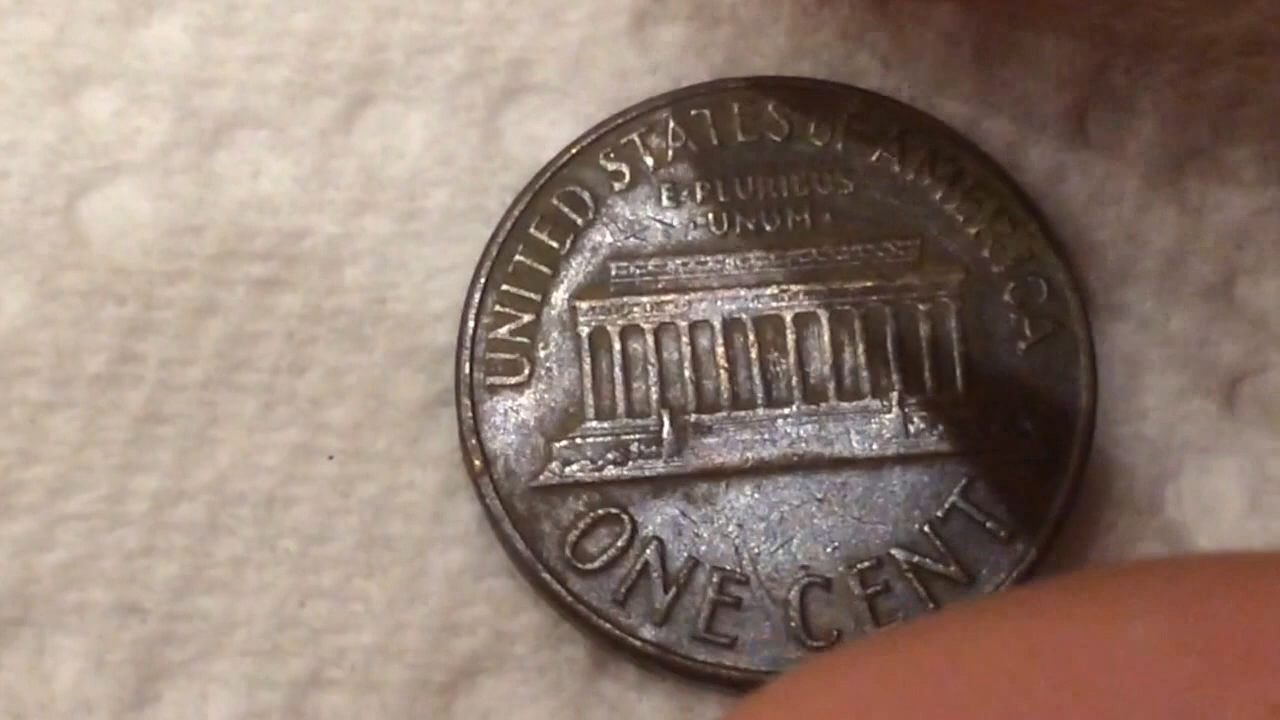 UNITED STATES OF AMERICA
E·PLURIBUS
·UNUM·
ONE CENT